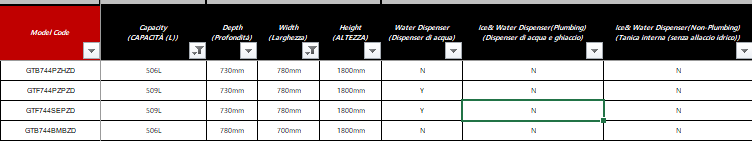 Model Code
Capacity
(CAPACITÀ (L))
Depth
(Profondità)
Width
(Larghezza)
Height
(ALTEZZA)
Water Dispenser
(Dispenser di acqua)
Ice& Water Dispenser(Plumbing)
(Dispenser di acqua e ghiaccio)
Ice& Water Dispenser(Non-Plumbing)
(Tanica interna (senza allaccio idrico))
GTB744PZHZD 506L 730mm 780mm 1800mm N N N
GTF744PZPZD 509L 730mm 780mm 1800mm Y N N
GTF744SEPZD 509L 730mm 780mm 1800mm Y N N
GTB744BMBZD 506L 780mm 700mm 1800mm N N N